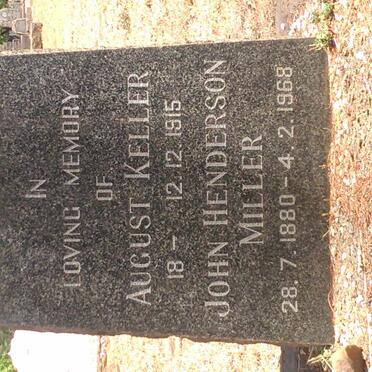 IN
LOVING MEMORY
OF
AUGUST KELLER
18 – 12.12.1915
JOHN HENDERSON
MILLER
28.7.1880 – 4.2.1968